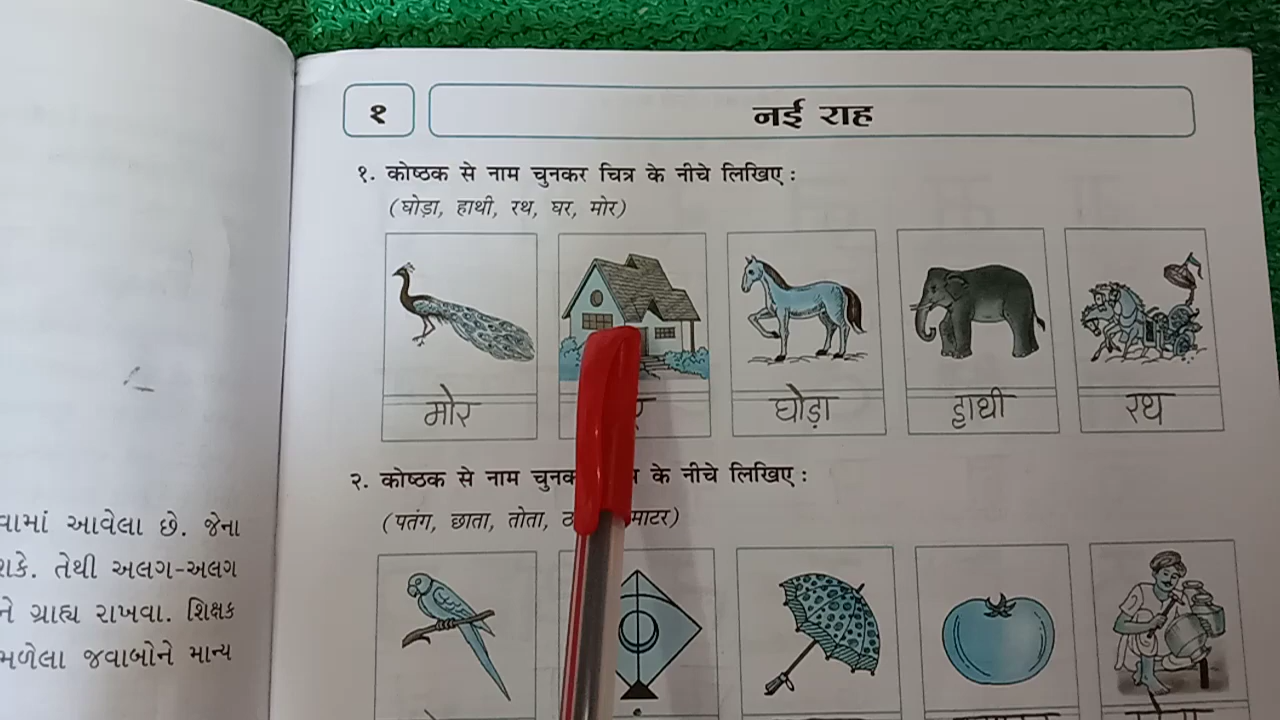 १
नई राह
१. कोष्ठक से नाम चुनकर चित्र के नीचे लिखिए :
(घोड़ा, हाथी, रथ, घर, मोर)
मोर
घोड़ा
हाथी
रथ
२. कोष्ठक से नाम के नीचे लिखिए :
(पतंग, छाता, तोता,
વામાં આવેલા છે. જેના
શકે. તેથી અલગ-અલગ
ને ગ્રાહ્ય રાખવા. શિક્ષક
મળેલા જવાબોને માન્ય